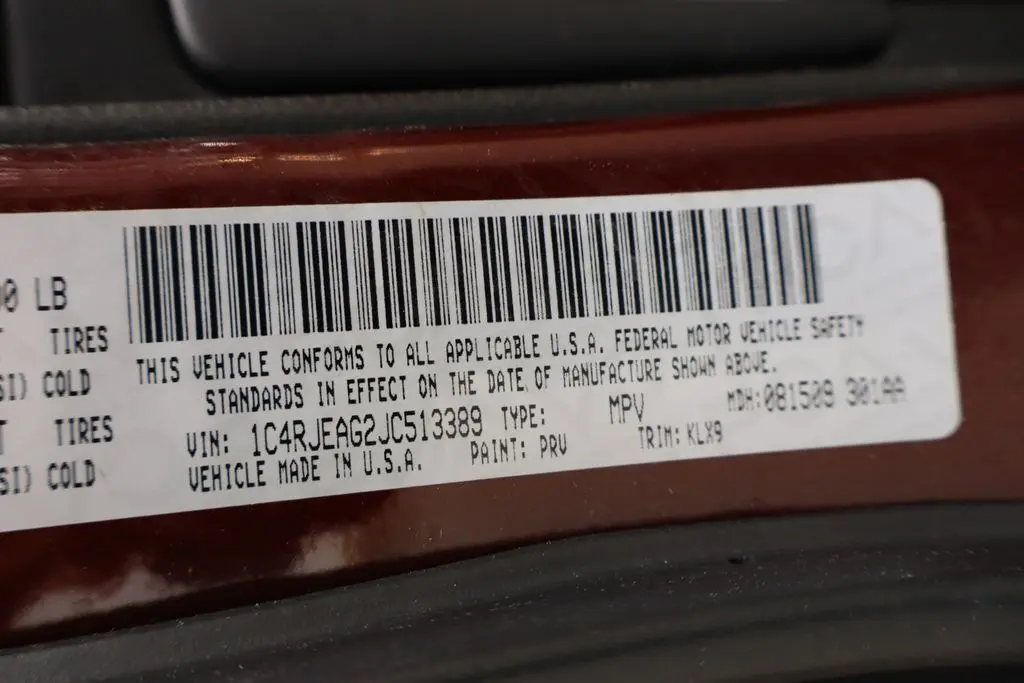 00 LB
TIRES
SI) COLD
TIRES
SI) COLD
THIS VEHICLE CONFORMS TO ALL APPLICABLE U.S.A. FEDERAL MOTOR VEHICLE SAFETY
STANDARDS IN EFFECT ON THE DATE OF MANUFACTURE SHOWN ABOVE.
VIN: 1C4RJEAG2JC513389 TYPE: MPV MDH:081509 301AA
VEHICLE MADE IN U.S.A. PAINT: PRV TRIM: KLX9